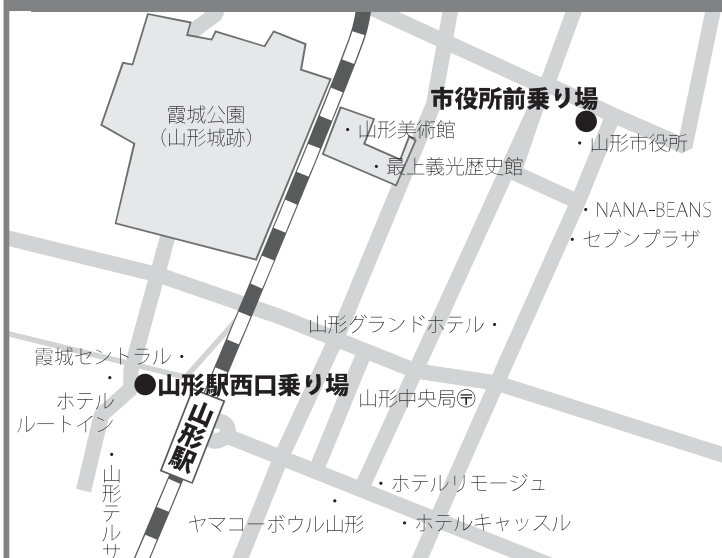 市役所前乗り場
霞城公園
（山形城跡）
・山形美術館
・山形市役所
・最上義光歴史館
・NANA-BEANS
・セブンプラザ
山形グランドホテル・
霞城セントラル・
●山形駅西口乗り場
・
ホテル
ルートイン
山形中央局〒
山形駅
・山形テルサ
・ホテルリモージュ
・
ヤマコーボウル山形
・ホテルキャッスル